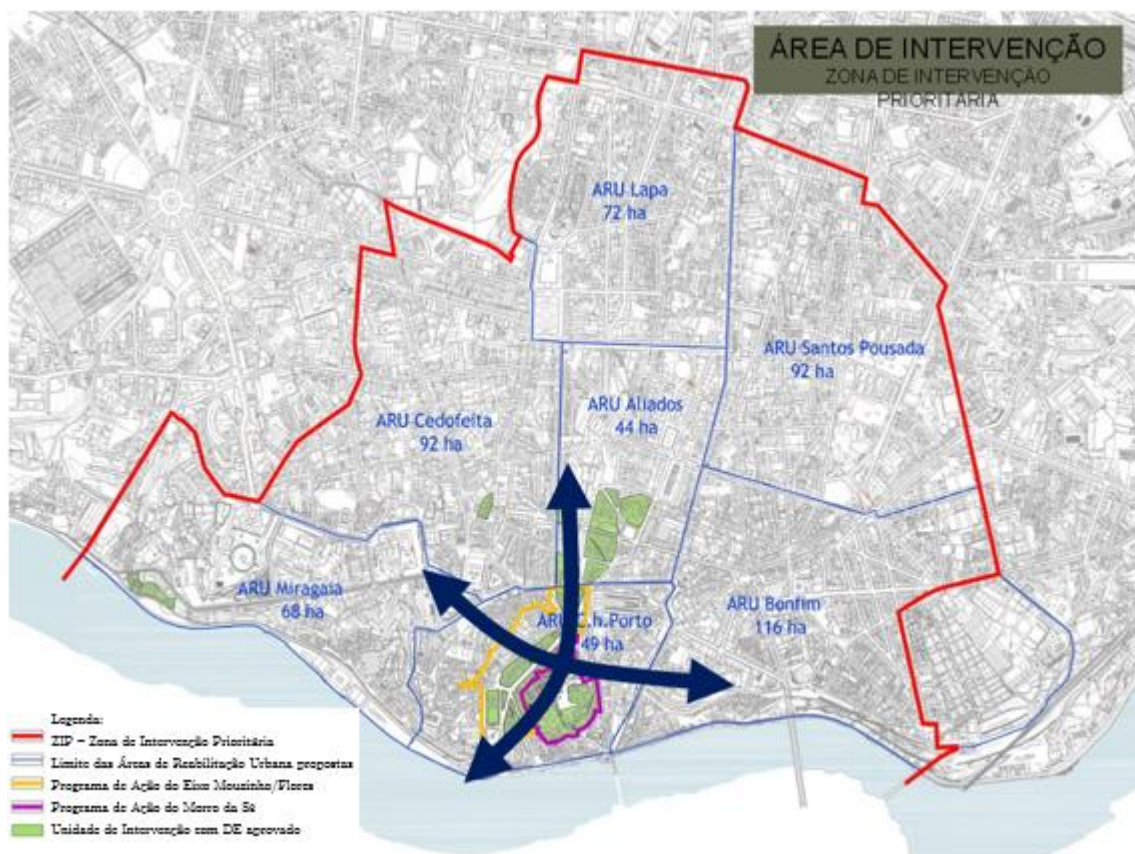 ÁREA DE INTERVENÇÃO
ZONA DE INTERVENÇÃO
PRIORITÁRIA
ARU Lapa
72 ha
ARU Santos Pousada
92 ha
ARU Aliados
44 ha
ARU Cedofeita
92 ha
ARU Miragaia
68 ha
ARU C.h.Porto
49 ha
ARU Bonfim
116 ha
Legenda:
ZIP – Zona de Intervenção Prioritária
Limite das Áreas de Reabilitação Urbana propostas
Programa de Ação do Eixo Mouzinho/Flores
Programa de Ação do Morro da Sé
Unidade de Intervenção com DE aprovado